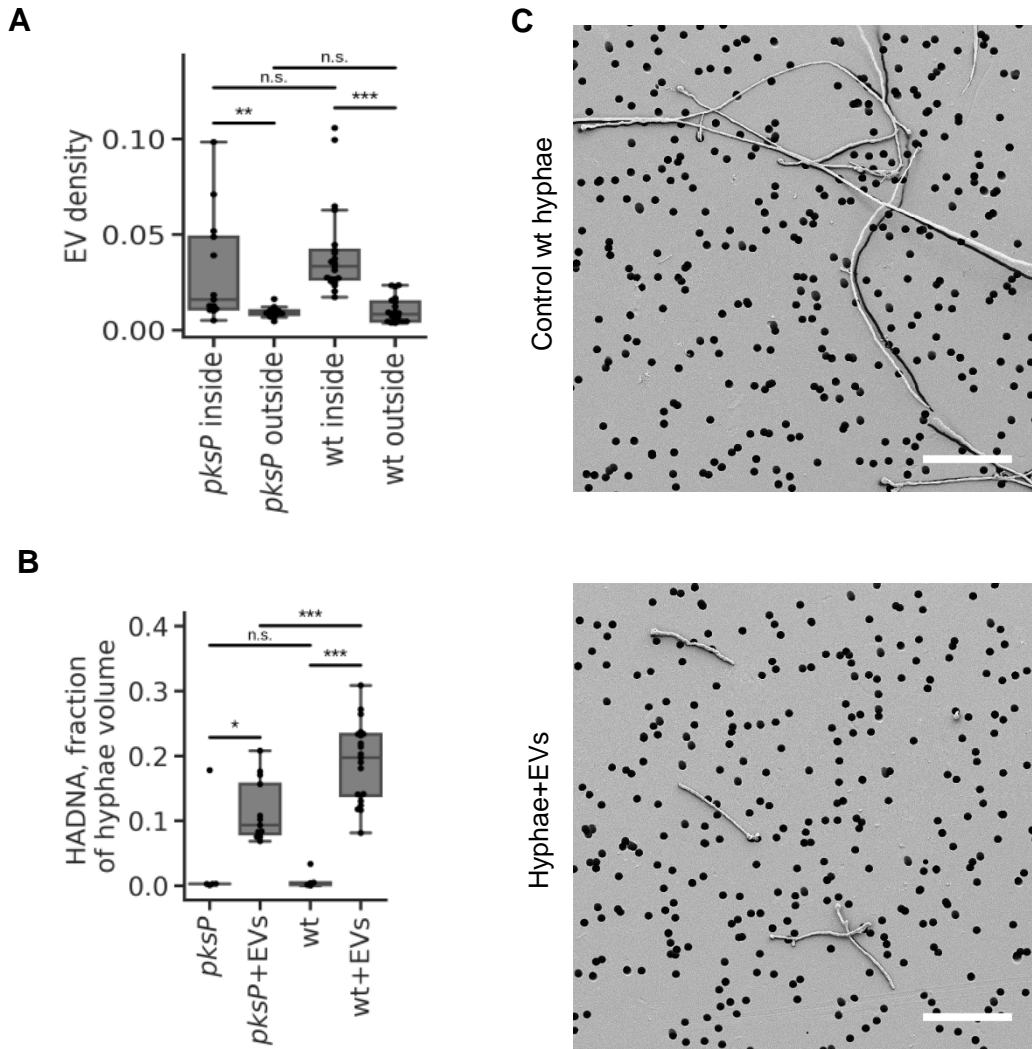 A
n.s.
n.s.
**
***
0.10
0.05
0.00
EV density
pksP inside
pksP outside
wt inside
wt outside
B
***
n.s.
***
*
0.4
0.3
0.2
0.1
0.0
HADNA, fraction
of hyphae volume
pksP
pksP+EVs
wt
wt+EVs
C
Control wt hyphae
Hyphae+EVs